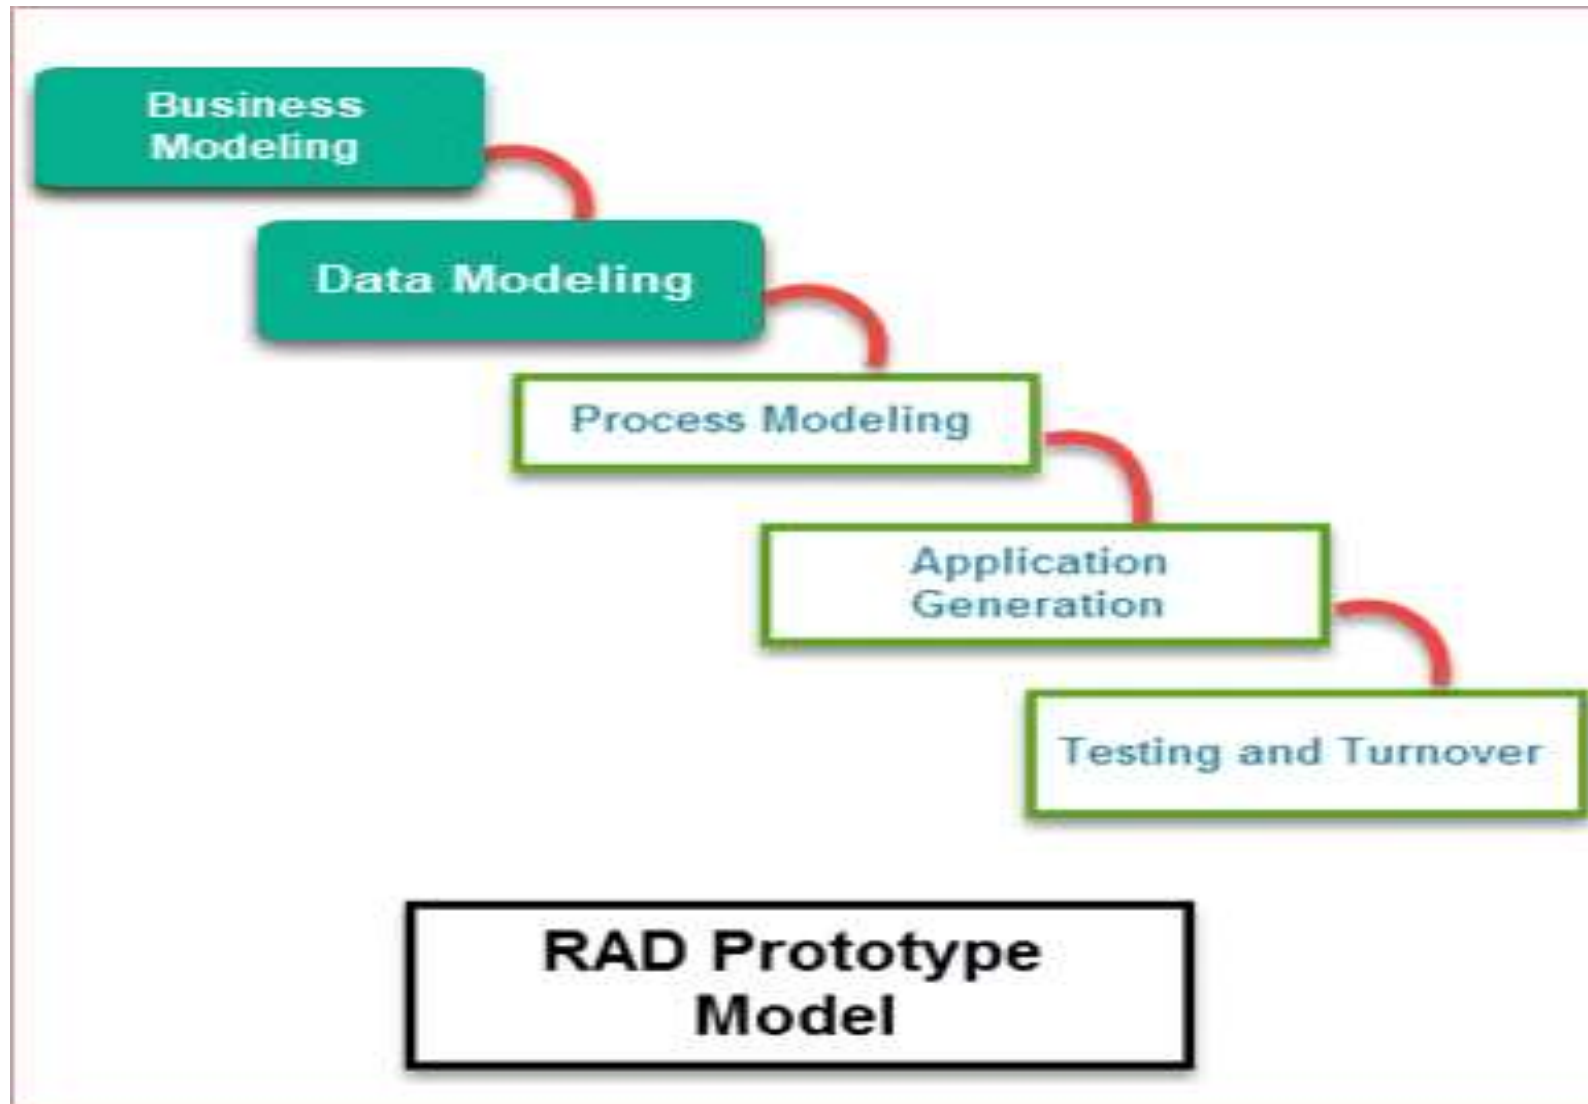 Business
Modeling
Data Modeling
Process Modeling
Application
Generation
Testing and Turnover
RAD Prototype
Model